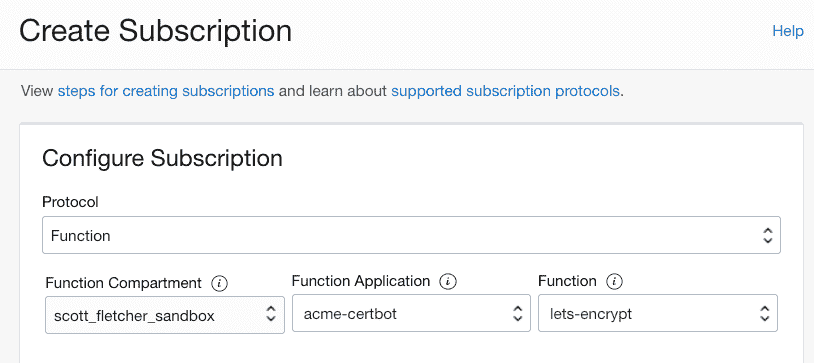 Create Subscription
Help
View steps for creating subscriptions and learn about supported subscription protocols.
Configure Subscription
Protocol
Function
Function Compartment i Function Application i Function i
scott_fletcher_sandbox acme-certbot lets-encrypt